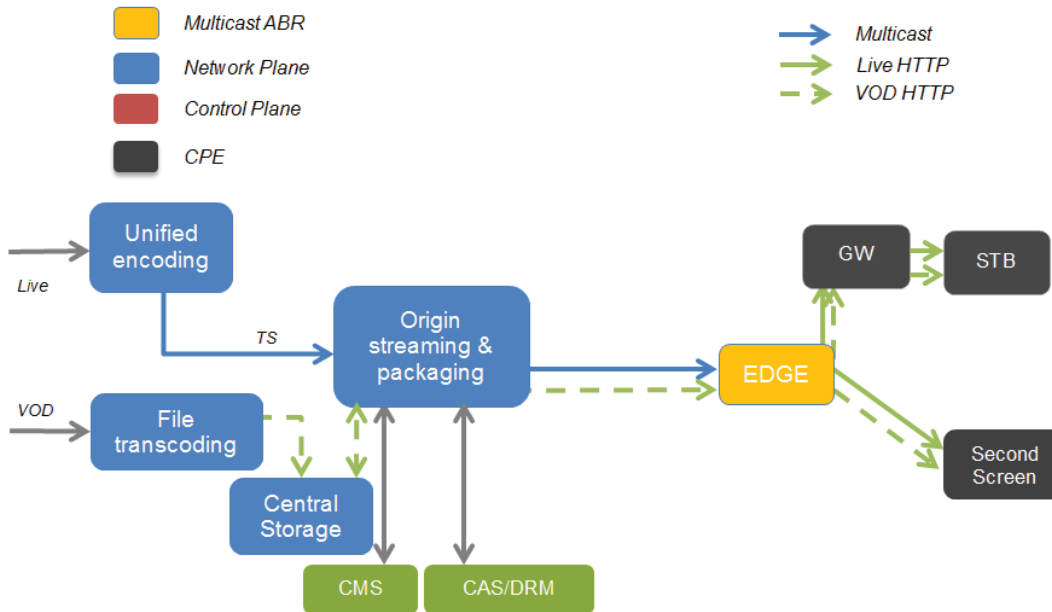 Multicast ABR
Network Plane
Control Plane
CPE
Multicast
Live HTTP
VOD HTTP
Unified
encoding
Live
TS
Origin
streaming &
packaging
GW
STB
EDGE
VOD
File
transcoding
Central
Storage
Second
Screen
CMS
CAS/DRM